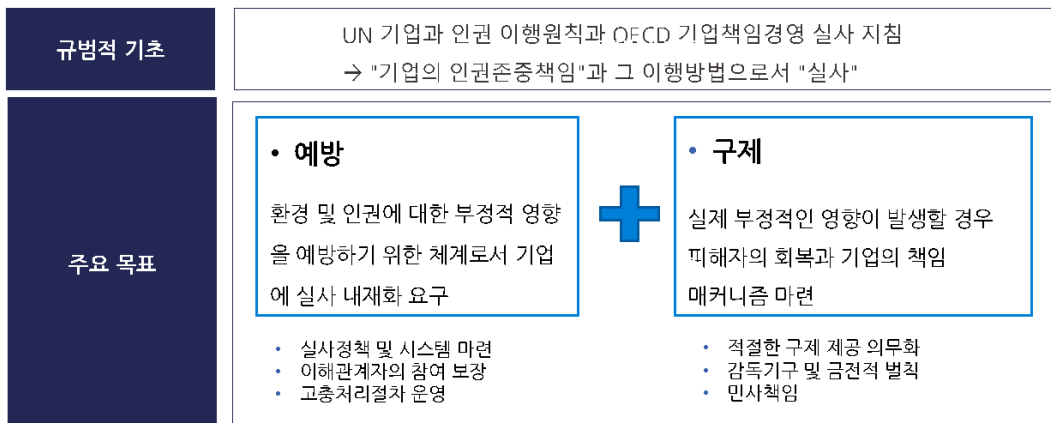 규범적 기초
UN 기업과 인권 이행원칙과 OECD 기업책임경영 실사 지침
→ "기업의 인권존중책임"과 그 이행방법으로서 "실사"
주요 목표
• 예방
환경 및 인권에 대한 부정적 영향
을 예방하기 위한 체계로서 기업
에 실사 내재화 요구
• 실사정책 및 시스템 마련
• 이해관계자의 참여 보장
• 고충처리절차 운영
• 구제
실제 부정적인 영향이 발생할 경우
피해자의 회복과 기업의 책임
매커니즘 마련
• 적절한 구제 제공 의무화
• 감독기구 및 금전적 벌칙
• 민사책임